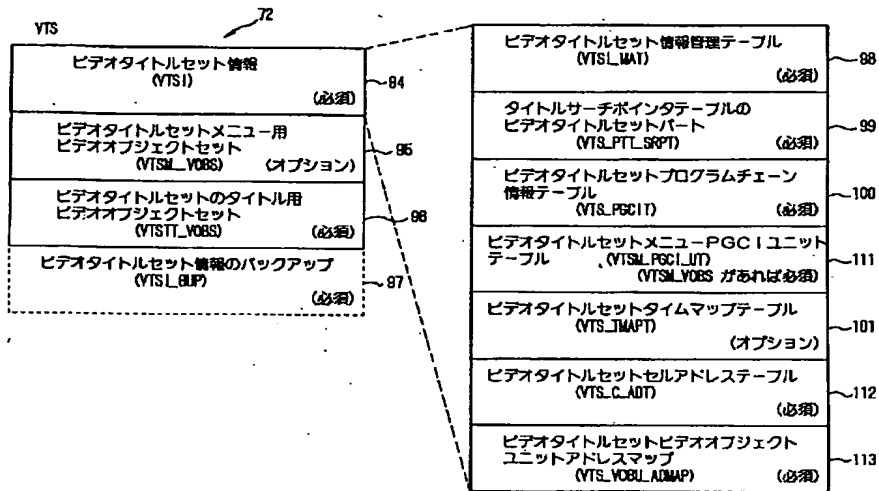 72
VTS
ビデオタイトルセット情報
(VTSI)
(必須)
94
ビデオタイトルセットメニュー用
ビデオオブジェクトセット
(VTSM_VOBS) (オプション)
95
ビデオタイトルセットのタイトル用
ビデオオブジェクトセット
(VTSTT_VOBS) (必須)
96
ビデオタイトルセット情報のバックアップ
(VTSI_BUP)
(必須)
97
ビデオタイトルセット情報管理テーブル
(VTSI_MAT)
(必須)
98
タイトルサーチポインタテーブルの
ビデオタイトルセットパート
(VTS_PTT_SRPT) (必須)
99
ビデオタイトルセットプログラムチェーン
情報テーブル
(VTS_PGCIT) (必須)
100
ビデオタイトルセットメニューPGCIユニット
テーブル (VTSM_PGCI_UT)
(VTSM_VOBS があれば必須)
111
ビデオタイトルセットタイムマップテーブル
(VTS_TMAPT)
(オプション)
101
ビデオタイトルセットセルアドレステーブル
(VTS_C_ADT)
(必須)
112
ビデオタイトルセットビデオオブジェクト
ユニットアドレスマップ
(VTS_VOBU_ADMAP) (必須)
113